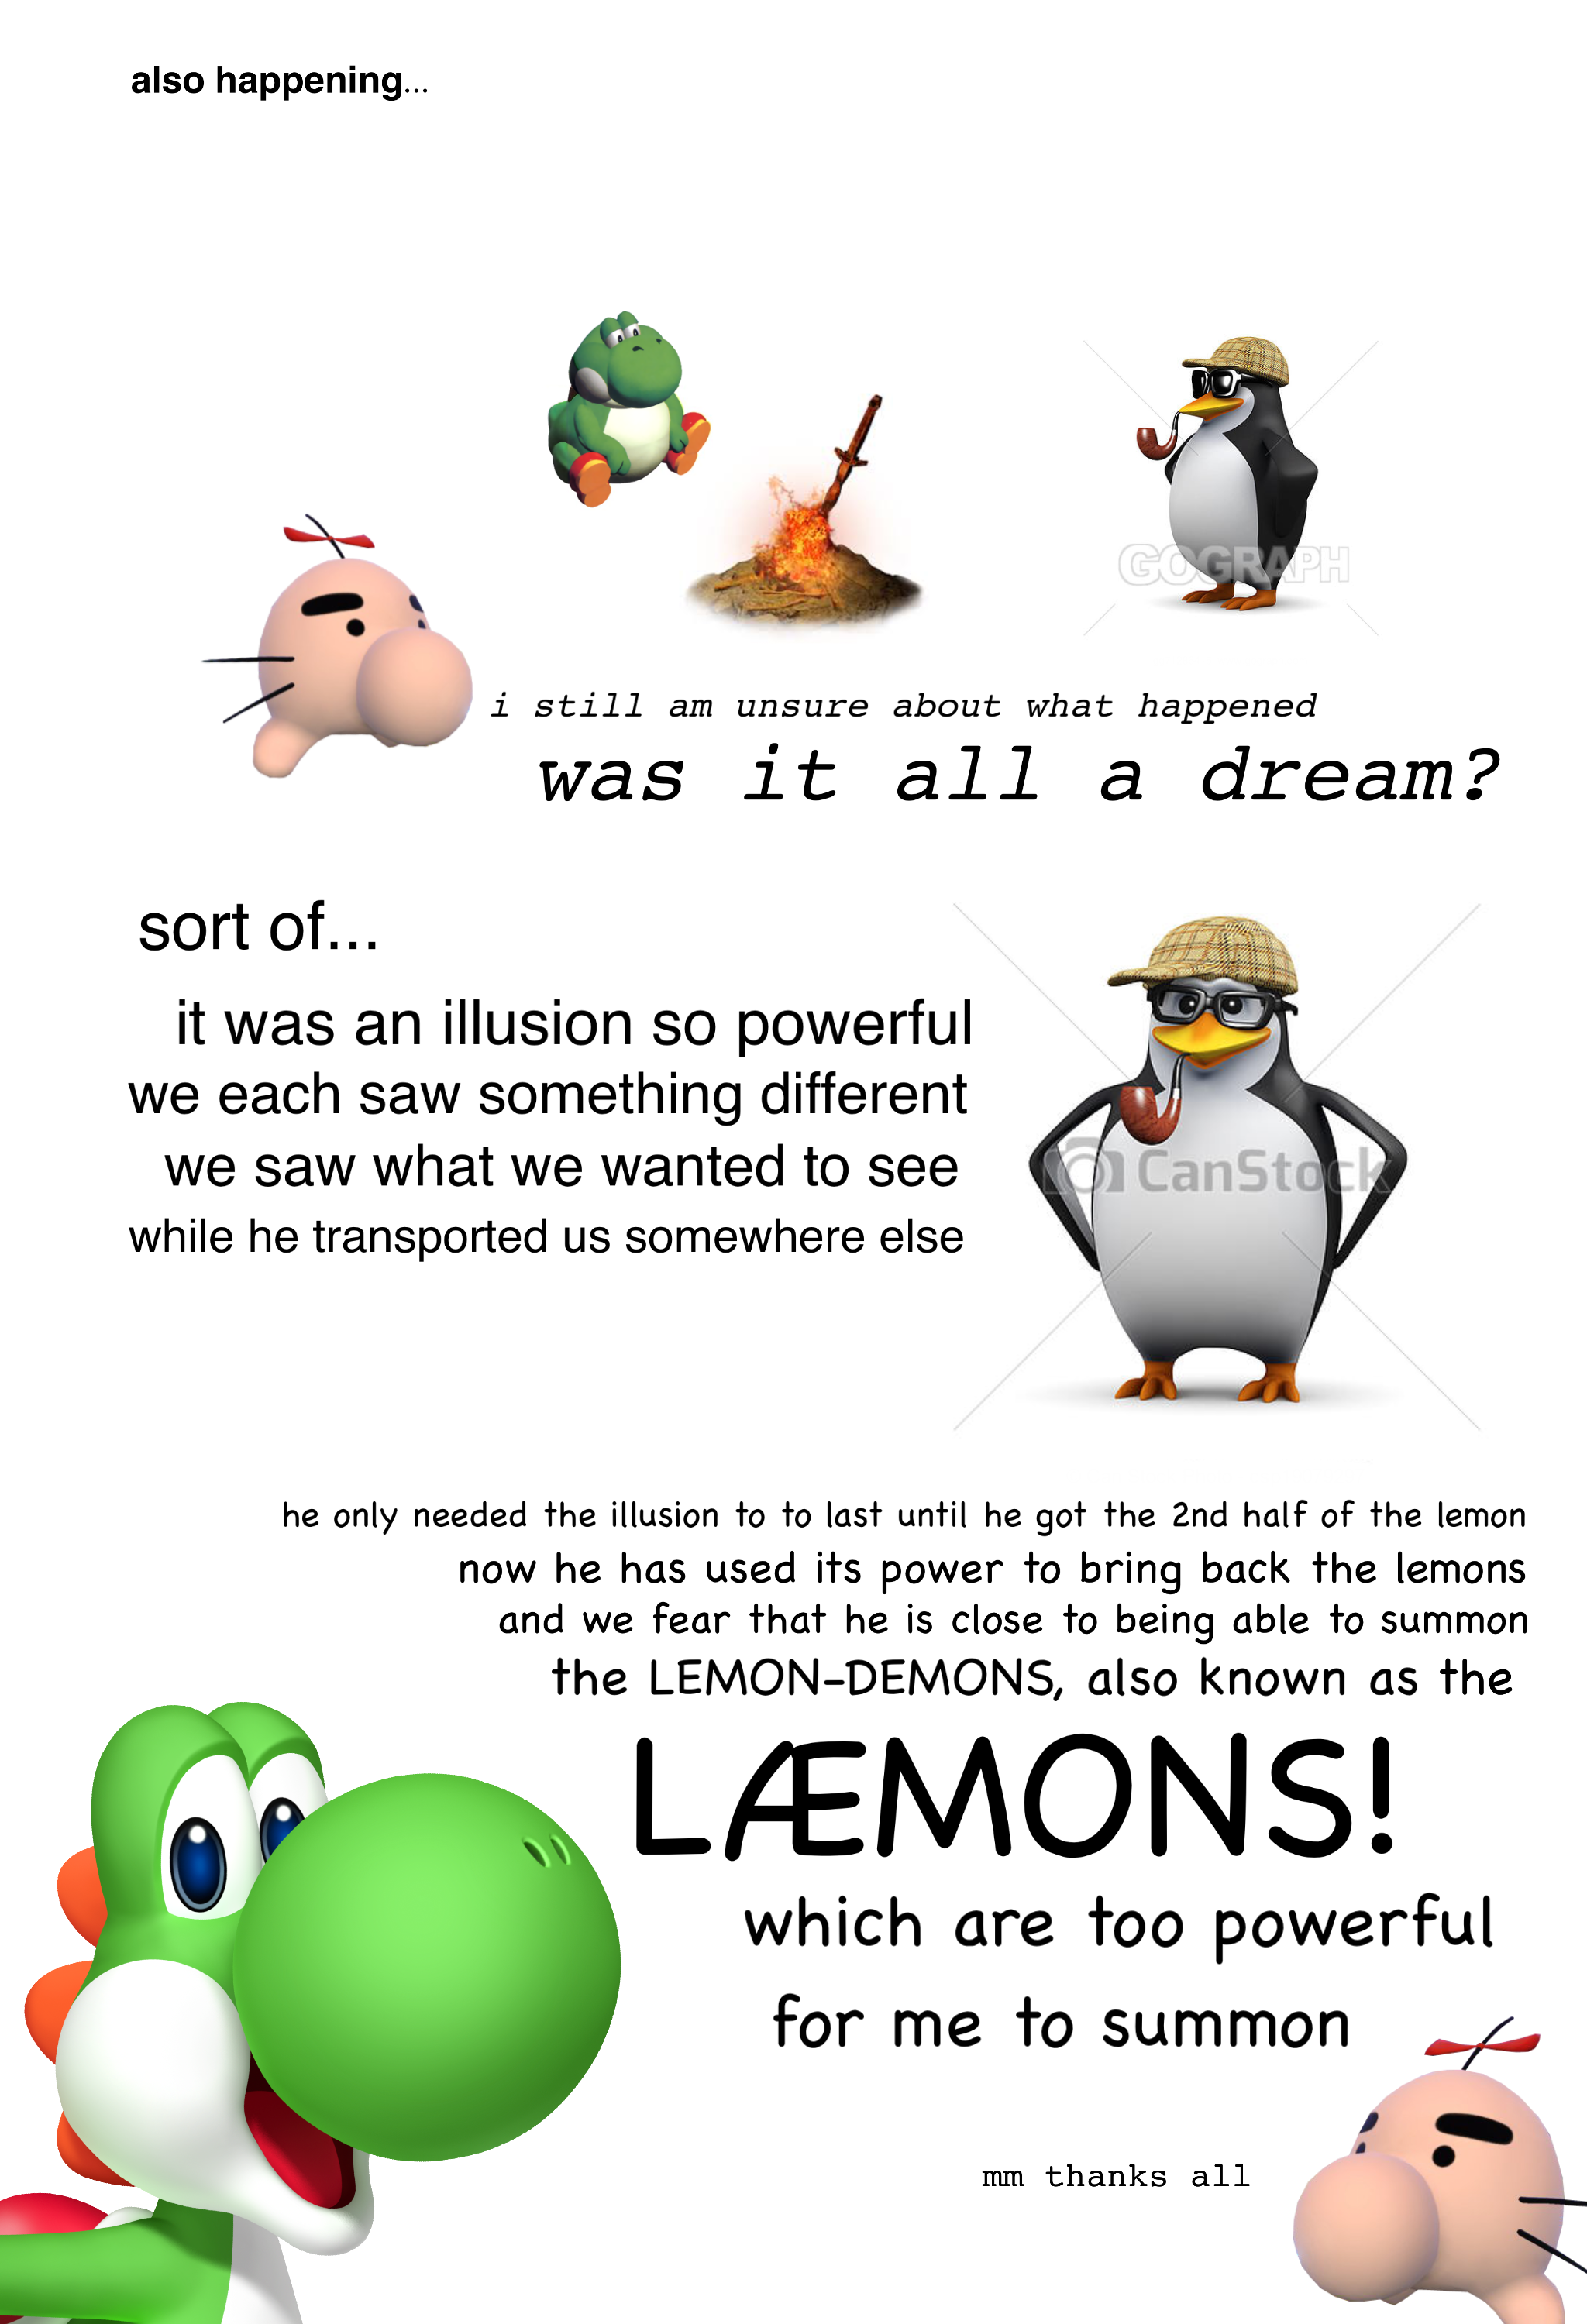 also happening...
GOGRAPH
i still am unsure about what happened
was it all a dream?
sort of...
it was an illusion so powerful
we each saw something different
we saw what we wanted to see
while he transported us somewhere else
CanStock
he only needed the illusion to to last until he got the 2nd half of the lemon
now he has used its power to bring back the lemons
and we fear that he is close to being able to summon
the LEMON-DEMONS, also known as the
LÆMONS!
which are too powerful
for me to summon
mm thanks all